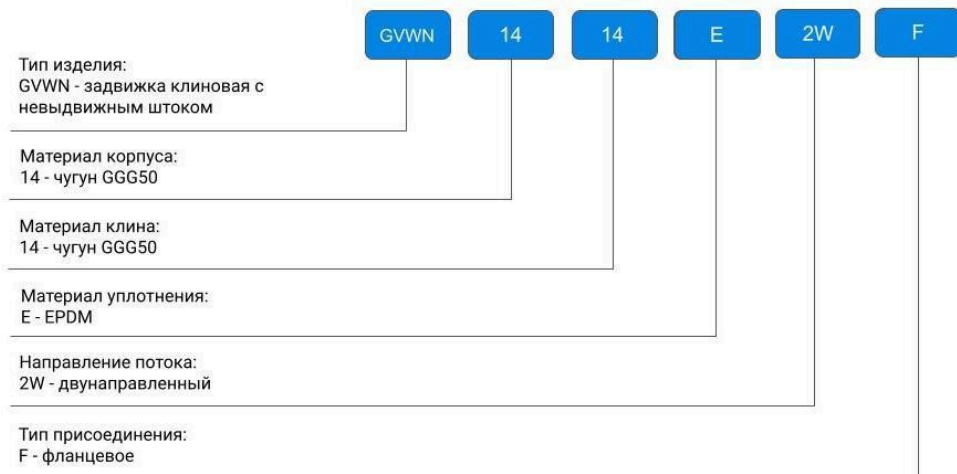 GVWN 14 14 E 2W F
Тип изделия:
GVWN - задвижка клиновая с
невыдвижным штоком
Материал корпуса:
14 - чугун GGG50
Материал клина:
14 - чугун GGG50
Материал уплотнения:
E - EPDM
Направление потока:
2W - двунаправленный
Тип присоединения:
F - фланцевое